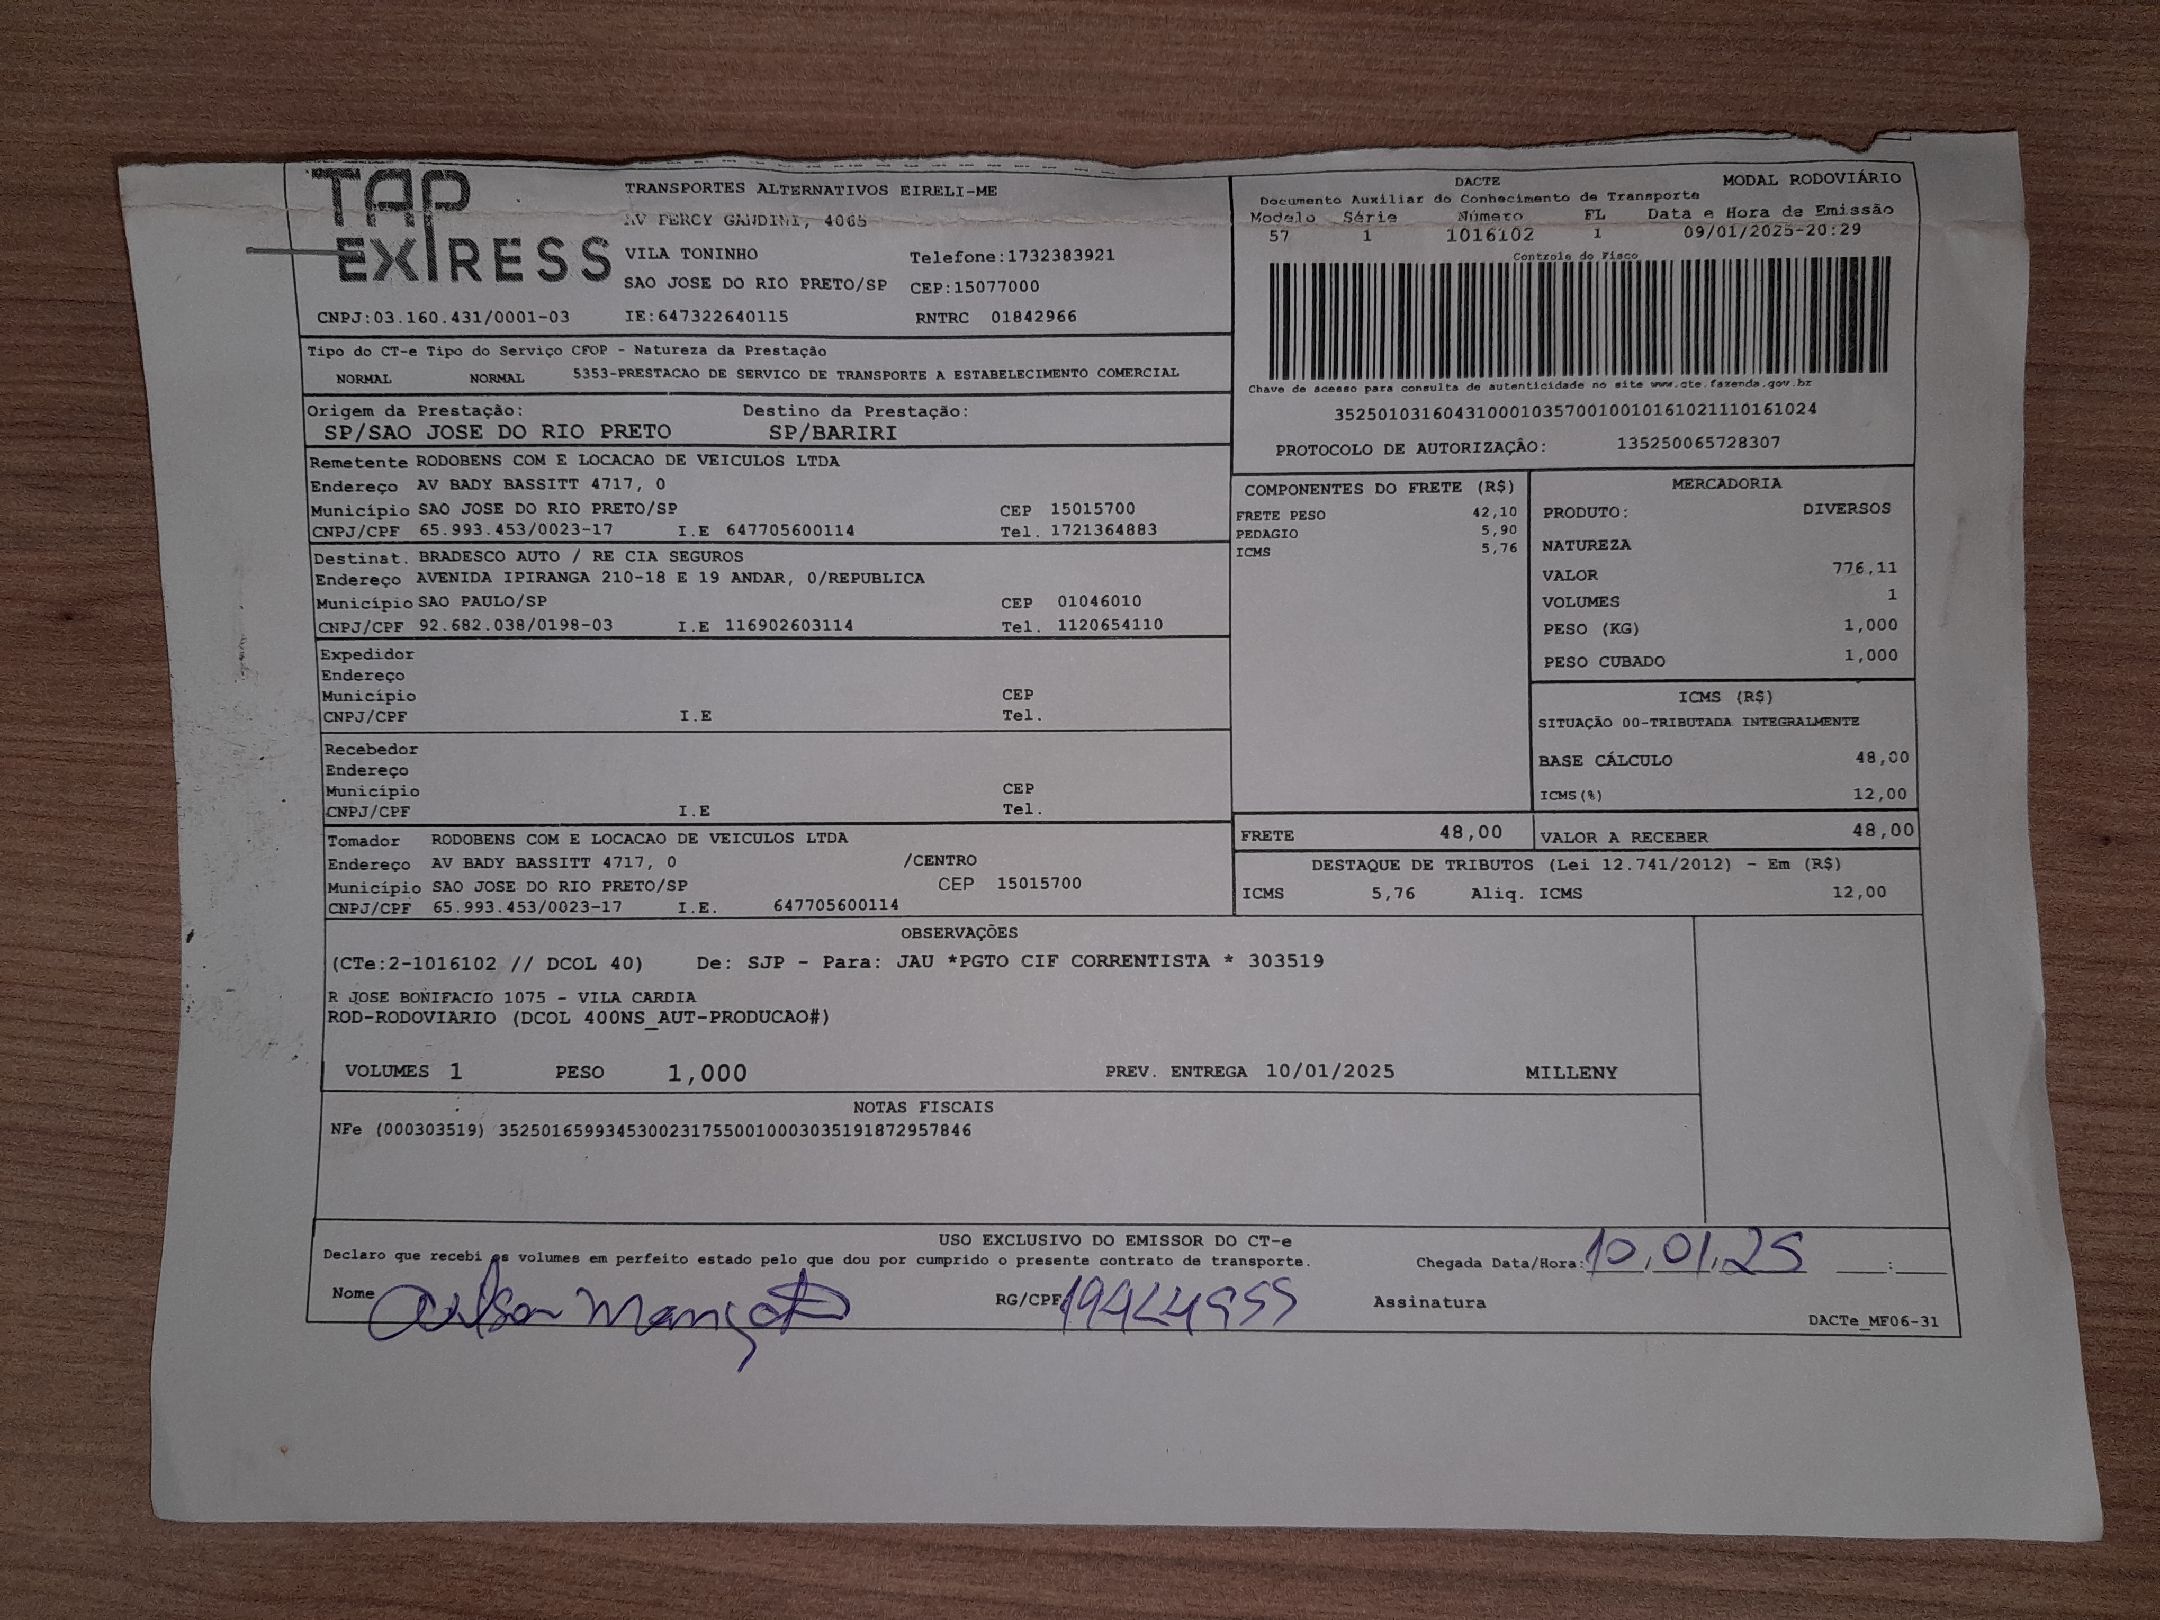 TAP
EXPRESS
TRANSPORTES ALTERNATIVOS EIRELI-ME
AV PERCY GANDINI, 4065
VILA TONINHO Telefone:1732383921
SAO JOSE DO RIO PRETO/SP CEP:15077000
CNPJ:03.160.431/0001-03 IE:647322640115 RNTRC 01842966
DACTE MODAL RODOVIÁRIO
Documento Auxiliar do Conhecimento de Transporte
Modelo Série Número FL Data e Hora de Emissão
57 1 1016102 1 09/01/2025-20:29
Controle do Fisco
Chave de acesso para consulta de autenticidade no site www.cte.fazenda.gov.br
35250103160431000103570010010161021110161024
PROTOCOLO DE AUTORIZAÇÃO: 135250065728307
Tipo do CT-e Tipo do Serviço CFOP - Natureza da Prestação
NORMAL NORMAL 5353-PRESTACAO DE SERVICO DE TRANSPORTE A ESTABELECIMENTO COMERCIAL
Origem da Prestação: Destino da Prestação:
SP/SAO JOSE DO RIO PRETO SP/BARIRI
Remetente RODOBENS COM E LOCACAO DE VEICULOS LTDA
Endereço AV BADY BASSITT 4717, 0
Município SAO JOSE DO RIO PRETO/SP CEP 15015700
CNPJ/CPF 65.993.453/0023-17 I.E 647705600114 Tel. 1721364883
Destinat. BRADESCO AUTO / RE CIA SEGUROS
Endereço AVENIDA IPIRANGA 210-18 E 19 ANDAR, 0/REPUBLICA
Município SAO PAULO/SP CEP 01046010
CNPJ/CPF 92.682.038/0198-03 I.E 116902603114 Tel. 1120654110
Expedidor
Endereço
Município CEP
CNPJ/CPF I.E Tel.
Recebedor
Endereço
Município CEP
CNPJ/CPF I.E Tel.
Tomador RODOBENS COM E LOCACAO DE VEICULOS LTDA
Endereço AV BADY BASSITT 4717, 0 /CENTRO
Município SAO JOSE DO RIO PRETO/SP CEP 15015700
CNPJ/CPF 65.993.453/0023-17 I.E. 647705600114
COMPONENTES DO FRETE (R$)
FRETE PESO 42,10
PEDAGIO 5,90
ICMS 5,76
MERCADORIA
PRODUTO: DIVERSOS
NATUREZA
VALOR 776,11
VOLUMES 1
PESO (KG) 1,000
PESO CUBADO 1,000
ICMS (R$)
SITUAÇÃO 00-TRIBUTADA INTEGRALMENTE
BASE CÁLCULO 48,00
ICMS(%) 12,00
FRETE 48,00 VALOR A RECEBER 48,00
DESTAQUE DE TRIBUTOS (Lei 12.741/2012) - Em (R$)
ICMS 5,76 Aliq. ICMS 12,00
OBSERVAÇÕES
(CTe:2-1016102 // DCOL 40) De: SJP - Para: JAU *PGTO CIF CORRENTISTA * 303519
R JOSE BONIFACIO 1075 - VILA CARDIA
ROD-RODOVIARIO (DCOL 400NS_AUT-PRODUCAO#)
VOLUMES 1 PESO 1,000 PREV. ENTREGA 10/01/2025 MILLENY
NOTAS FISCAIS
NFe (000303519) 35250165993453002317550010003035191872957846
USO EXCLUSIVO DO EMISSOR DO CT-e
Declaro que recebi os volumes em perfeito estado pelo que dou por cumprido o presente contrato de transporte. Chegada Data/Hora: 10.01.25 __:__
Nome RG/CPF Assinatura
DACTe_MF06-31